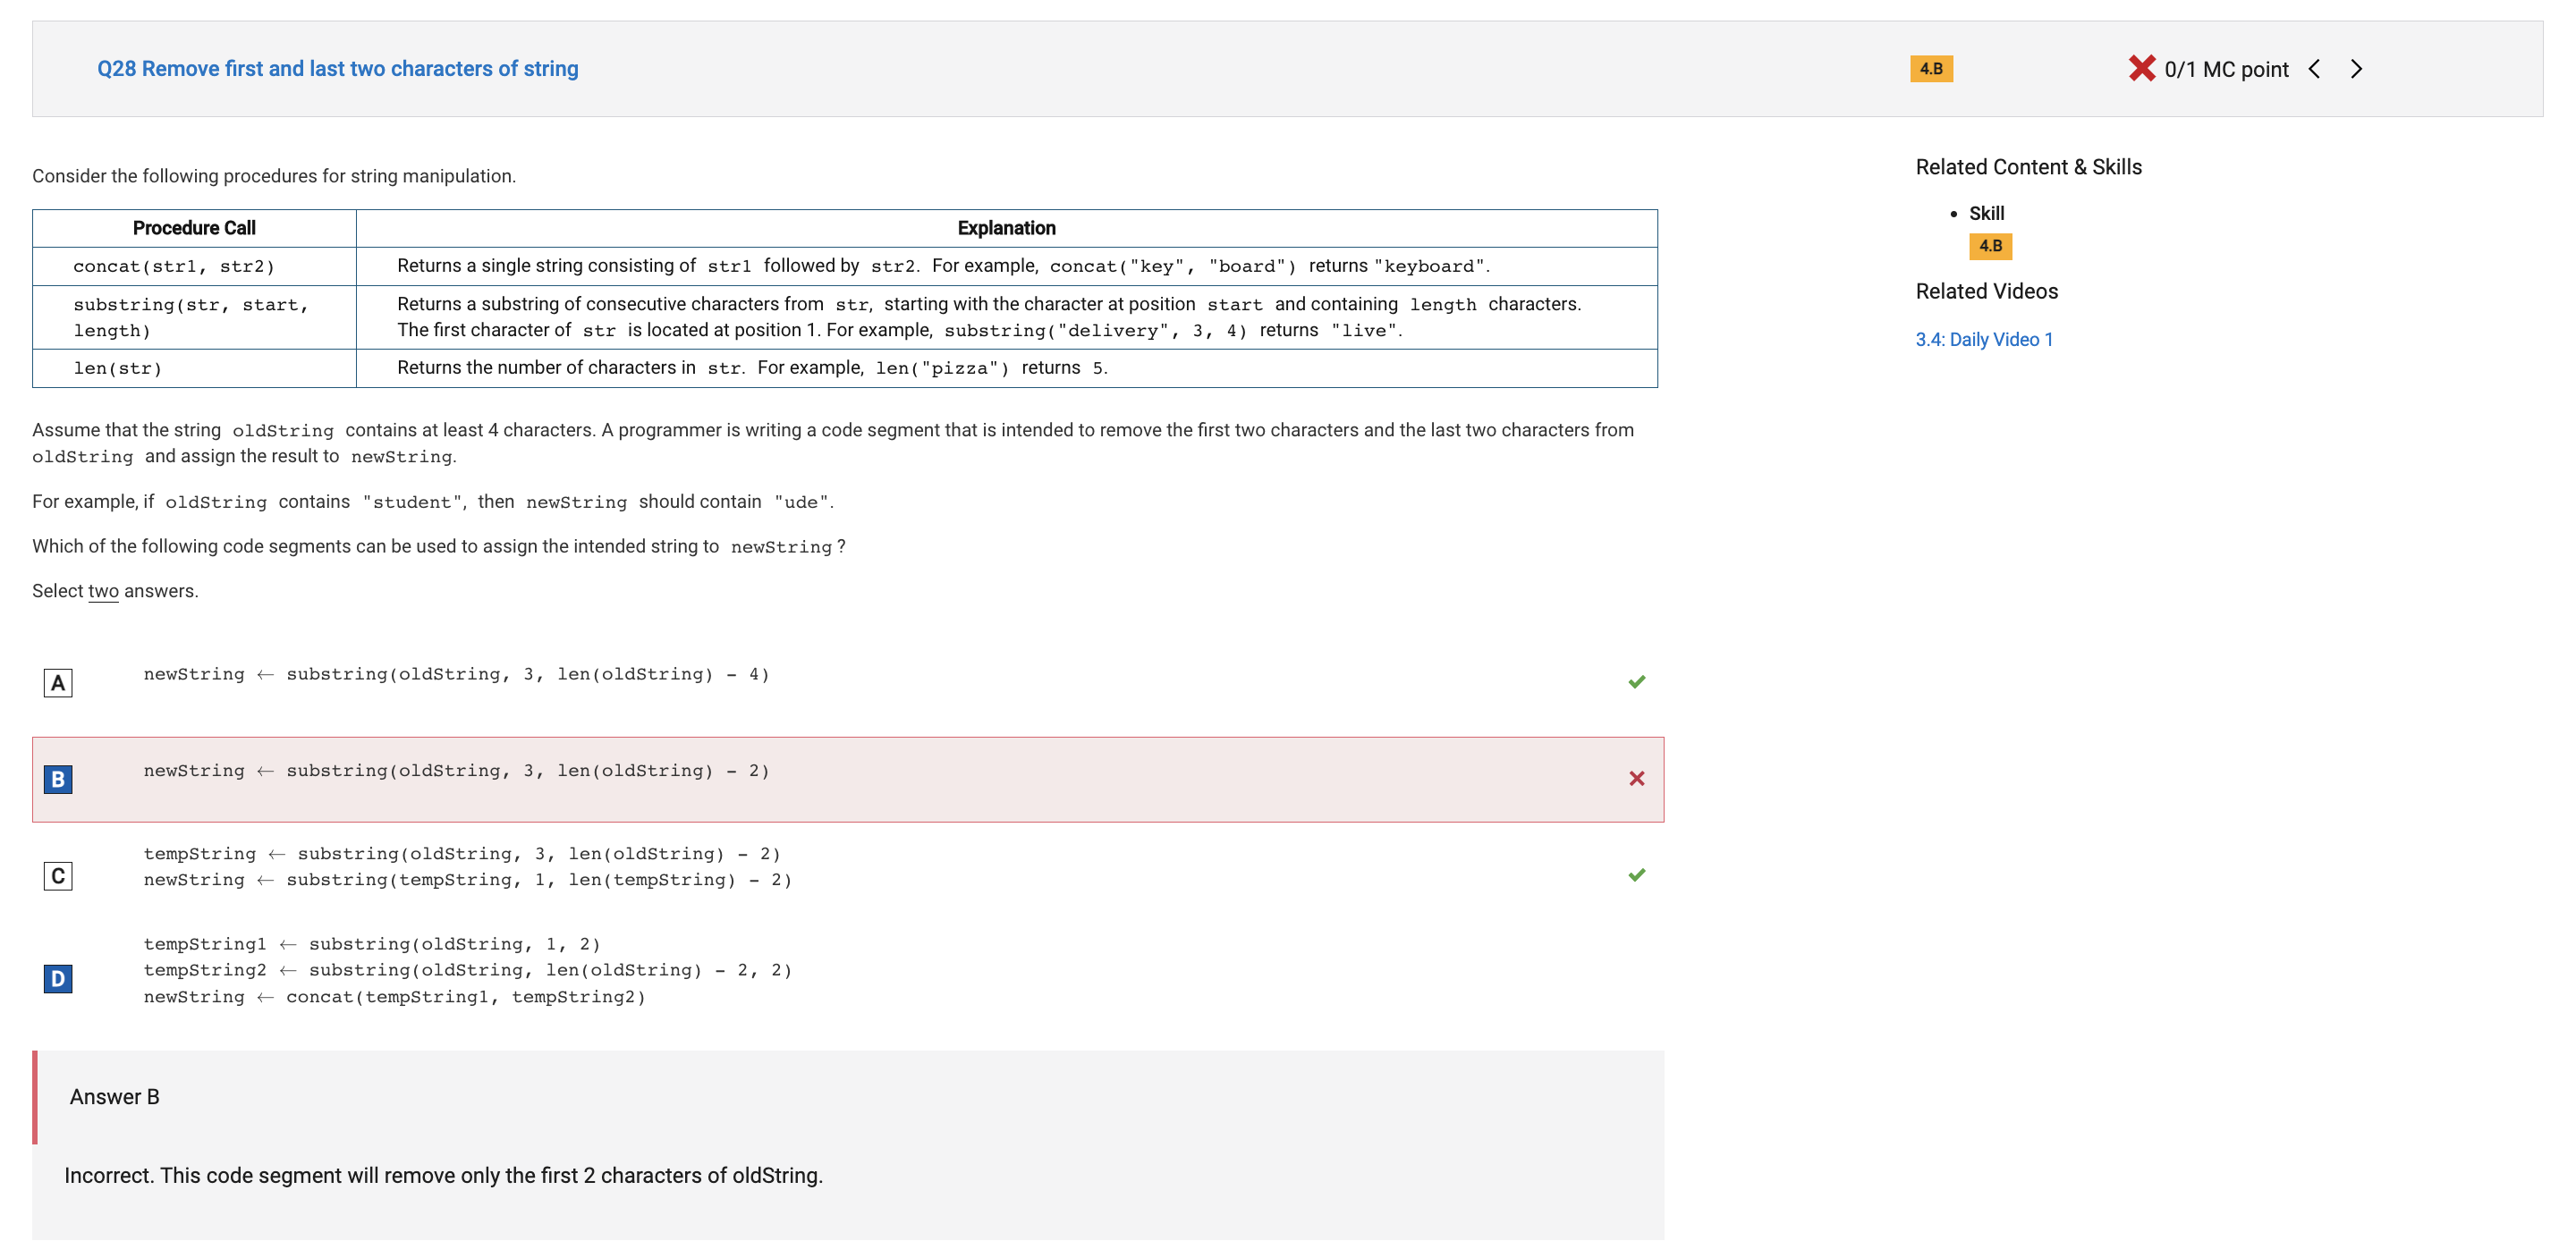 Q28 Remove first and last two characters of string
4.B
0/1 MC point
Consider the following procedures for string manipulation.
Procedure Call Explanation
concat(str1, str2) Returns a single string consisting of str1 followed by str2. For example, concat("key", "board") returns "keyboard".
substring(str, start, Returns a substring of consecutive characters from str, starting with the character at position start and containing length characters.
length) The first character of str is located at position 1. For example, substring("delivery", 3, 4) returns "live".
len(str) Returns the number of characters in str. For example, len("pizza") returns 5.
Assume that the string oldString contains at least 4 characters. A programmer is writing a code segment that is intended to remove the first two characters and the last two characters from
oldString and assign the result to newString.
For example, if oldString contains "student", then newString should contain "ude".
Which of the following code segments can be used to assign the intended string to newString ?
Select two answers.
A newString ← substring(oldString, 3, len(oldString) - 4)
B newString ← substring(oldString, 3, len(oldString) - 2)
C tempString ← substring(oldString, 3, len(oldString) - 2)
newString ← substring(tempString, 1, len(tempString) - 2)
D tempString1 ← substring(oldString, 1, 2)
tempString2 ← substring(oldString, len(oldString) - 2, 2)
newString ← concat(tempString1, tempString2)
Answer B
Incorrect. This code segment will remove only the first 2 characters of oldString.
Related Content & Skills
• Skill
4.B
Related Videos
3.4: Daily Video 1